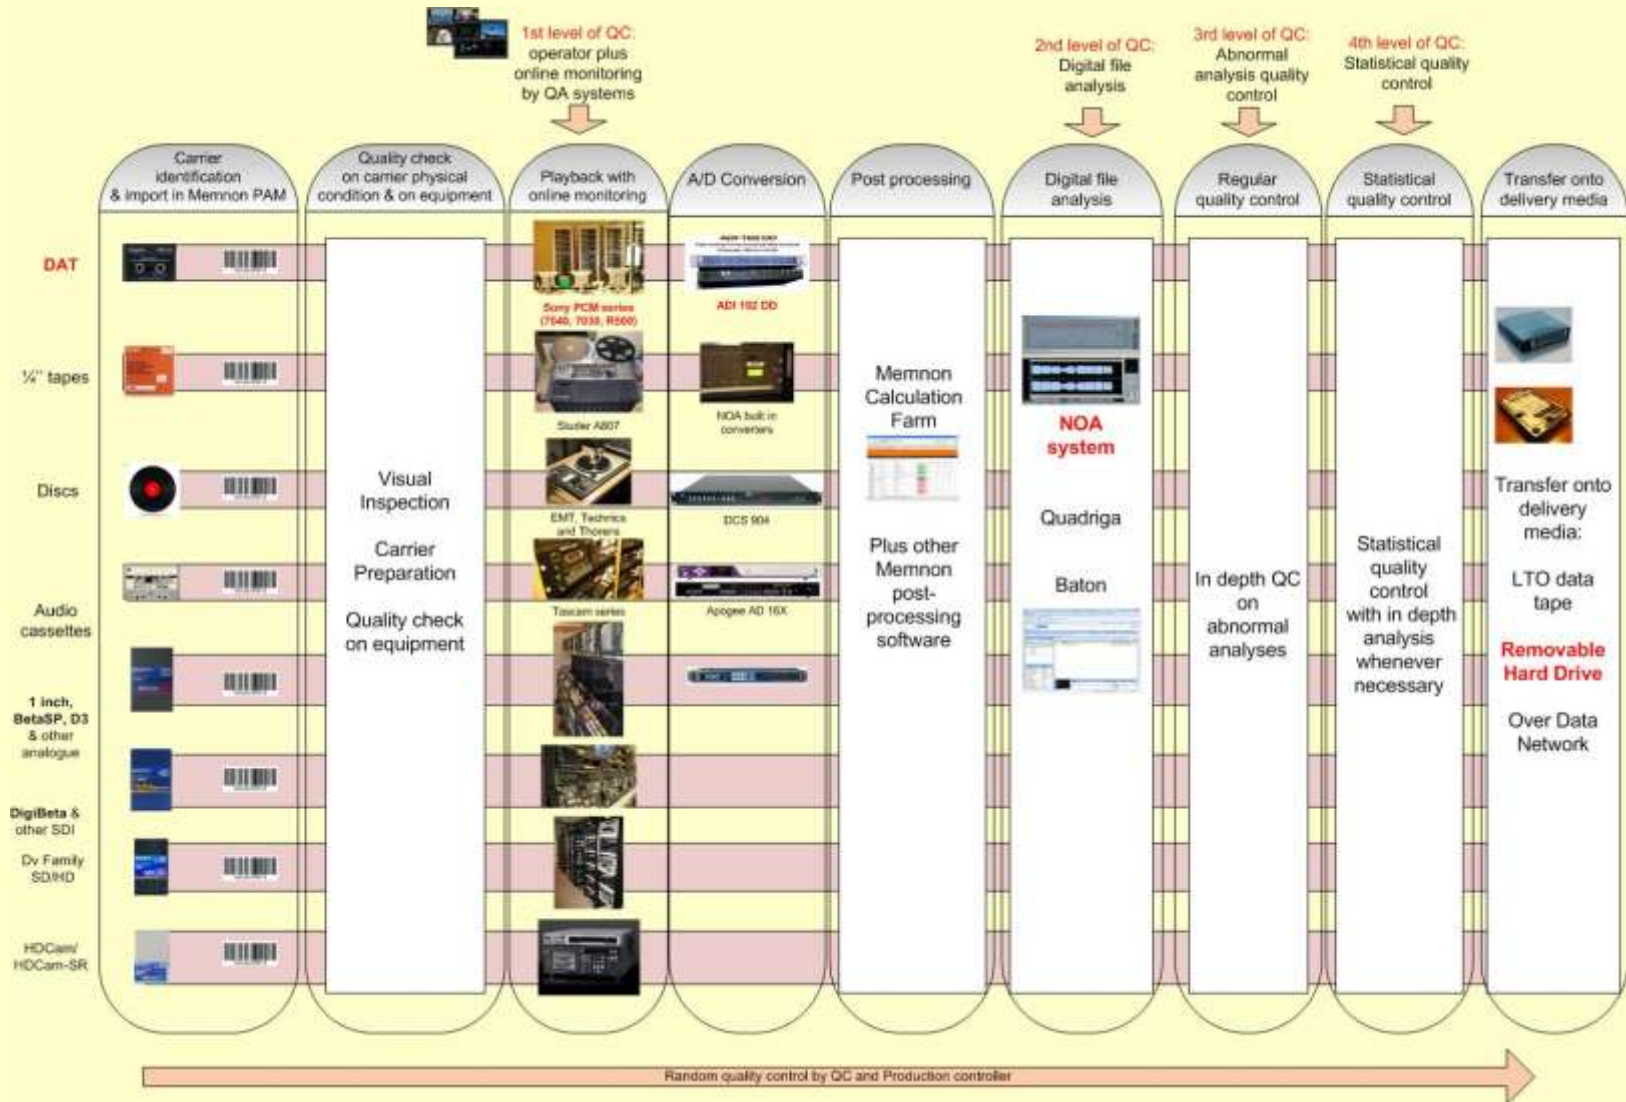 1st level of QC:
operator plus
online monitoring
by QA systems
2nd level of QC:
Digital file
analysis
3rd level of QC:
Abnormal
analysis quality
control
4th level of QC:
Statistical quality
control
Carrier
identification
& import in Memnon PAM
Quality check
on carrier physical
condition & on equipment
Playback with
online monitoring
A/D Conversion
Post processing
Digital file
analysis
Regular
quality control
Statistical
quality control
Transfer onto
delivery media
DAT
¼" tapes
Discs
Audio
cassettes
1 inch,
BetaSP, D3
& other
analogue
DigiBeta &
other SDI
Dv Family
SD/HD
HDCam/
HDCam-SR
Visual
Inspection
Carrier
Preparation
Quality check
on equipment
Sony PCM series
(7040, 7030, R500)
Studer A807
EMT, Technics
and Thorens
Tascam series
ADI 192 DD
NOA built in
converters
DCS 904
Apogee AD 16X
Memnon
Calculation
Farm
Plus other
Memnon
post-
processing
software
NOA
system
Quadriga
Baton
In depth QC
on
abnormal
analyses
Statistical
quality
control
with in depth
analysis
whenever
necessary
Transfer onto
delivery
media:
LTO data
tape
Removable
Hard Drive
Over Data
Network
Random quality control by QC and Production controller